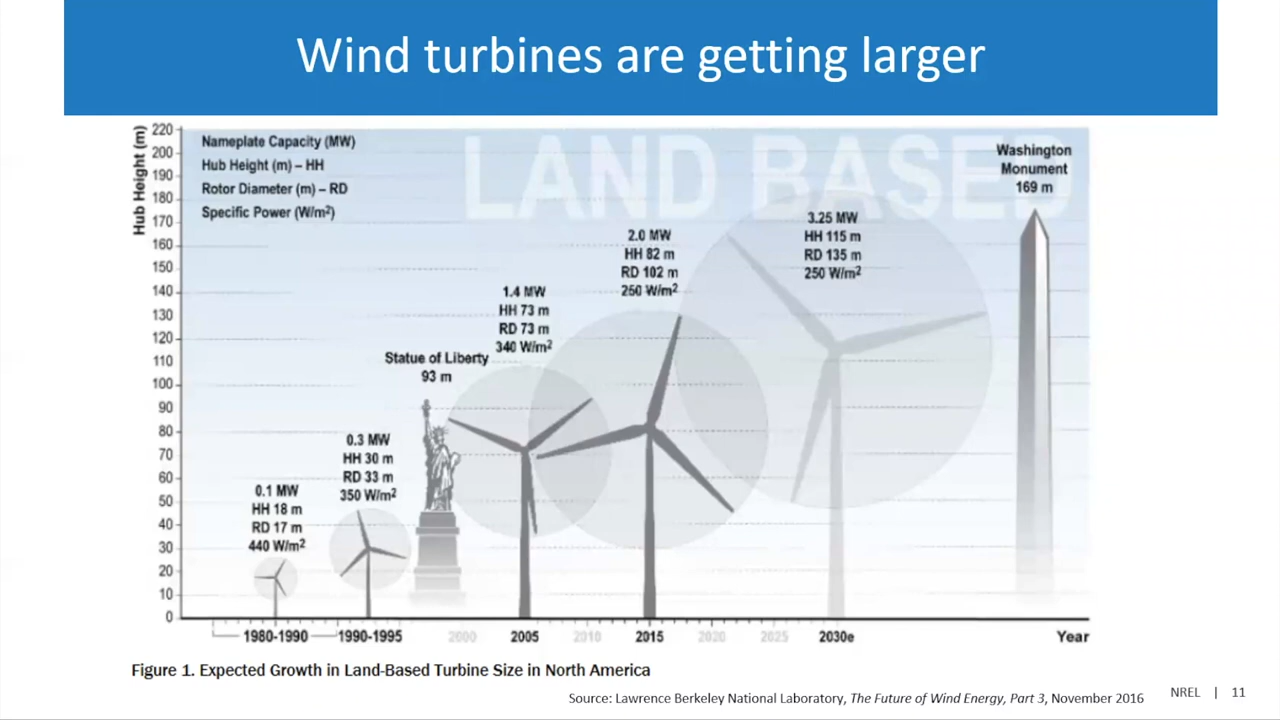 Wind turbines are getting larger
LAND BASED
Hub Height (m)
220
200
190
180
170
160
150
140
130
120
110
100
90
80
70
60
50
40
30
20
10
0
Nameplate Capacity (MW)
Hub Height (m) – HH
Rotor Diameter (m) – RD
Specific Power (W/m²)
0.1 MW
HH 18 m
RD 17 m
440 W/m²
0.3 MW
HH 30 m
RD 33 m
350 W/m²
Statue of Liberty
93 m
1.4 MW
HH 73 m
RD 73 m
340 W/m²
2.0 MW
HH 82 m
RD 102 m
250 W/m²
3.25 MW
HH 115 m
RD 135 m
250 W/m²
Washington
Monument
169 m
1980-1990 1990-1995 2000 2005 2010 2015 2020 2025 2030e Year
Figure 1. Expected Growth in Land-Based Turbine Size in North America
Source: Lawrence Berkeley National Laboratory, The Future of Wind Energy, Part 3, November 2016
NREL | 11